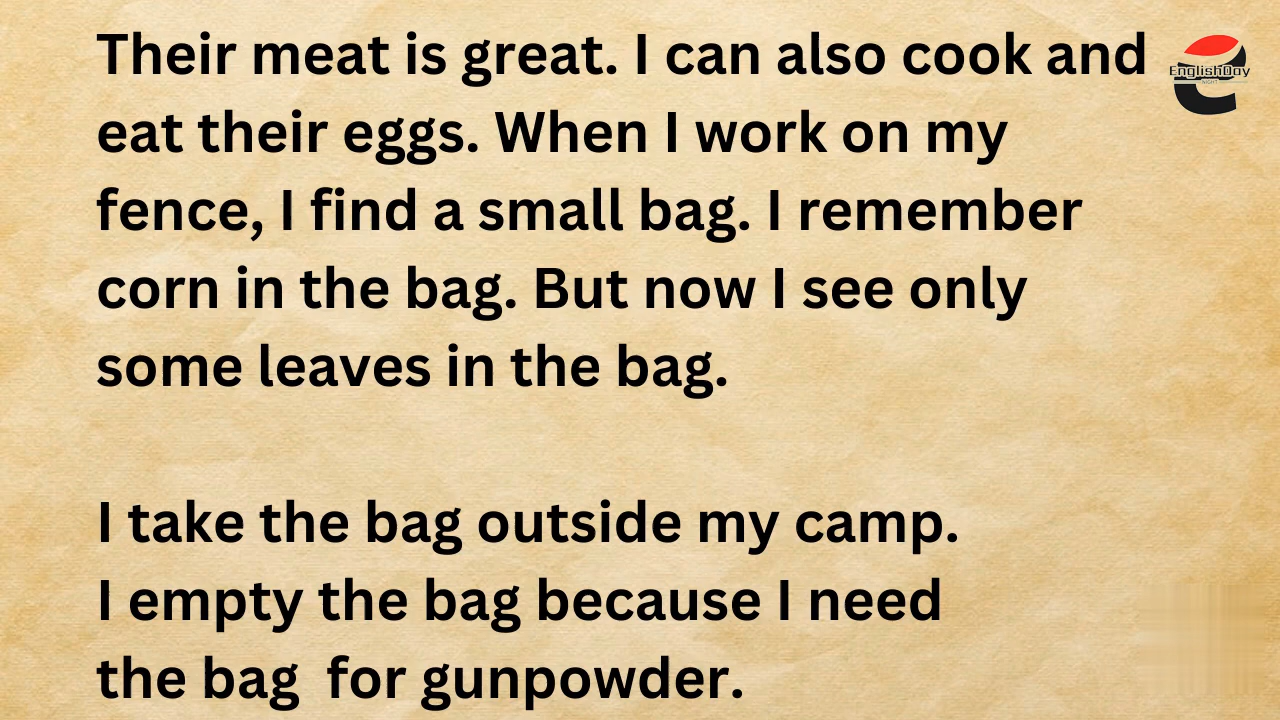 Their meat is great. I can also cook and
eat their eggs. When I work on my
fence, I find a small bag. I remember
corn in the bag. But now I see only
some leaves in the bag.
I take the bag outside my camp.
I empty the bag because I need
the bag  for gunpowder.
EnglishDay
NIGHT